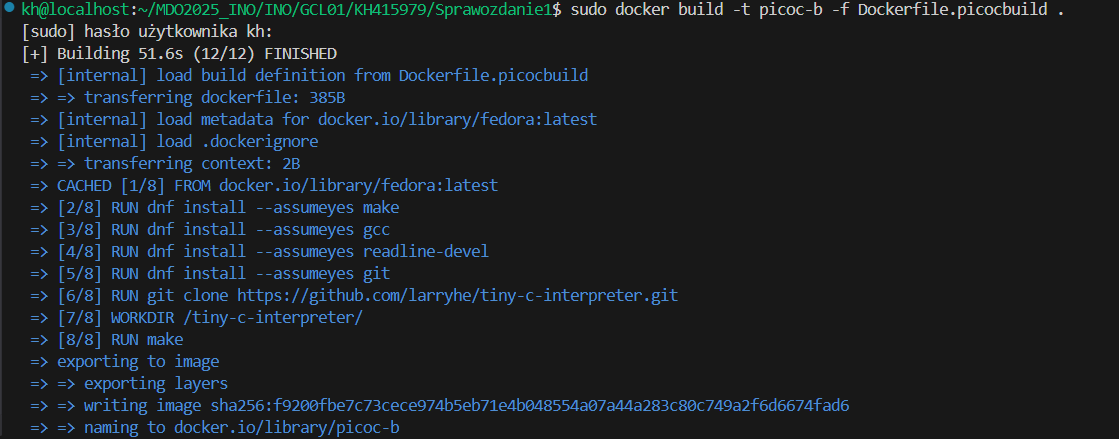 kh@localhost:~/MDO2025_INO/INO/GCL01/KH415979/Sprawozdanie1$ sudo docker build -t picoc-b -f Dockerfile.picocbuild .
[sudo] hasło użytkownika kh:
[+] Building 51.6s (12/12) FINISHED
=> [internal] load build definition from Dockerfile.picocbuild
=> => transferring dockerfile: 385B
=> [internal] load metadata for docker.io/library/fedora:latest
=> [internal] load .dockerignore
=> => transferring context: 2B
=> CACHED [1/8] FROM docker.io/library/fedora:latest
=> [2/8] RUN dnf install --assumeyes make
=> [3/8] RUN dnf install --assumeyes gcc
=> [4/8] RUN dnf install --assumeyes readline-devel
=> [5/8] RUN dnf install --assumeyes git
=> [6/8] RUN git clone https://github.com/larryhe/tiny-c-interpreter.git
=> [7/8] WORKDIR /tiny-c-interpreter/
=> [8/8] RUN make
=> exporting to image
=> => exporting layers
=> => writing image sha256:f9200fbe7c73cece974b5eb71e4b048554a07a44a283c80c749a2f6d6674fad6
=> => naming to docker.io/library/picoc-b